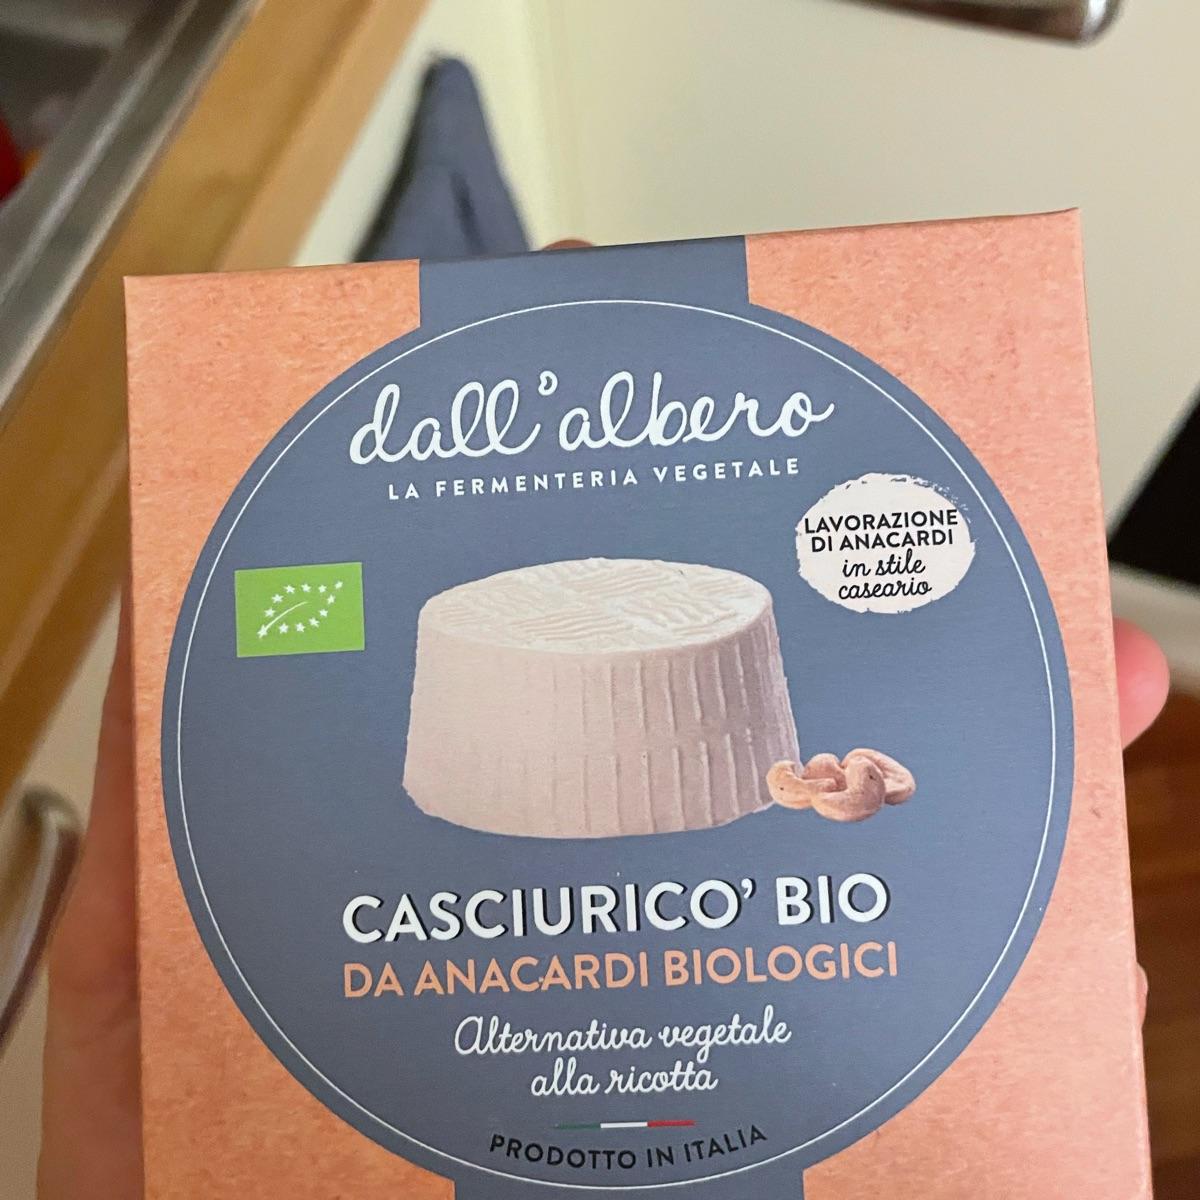 dall'albero
LA FERMENTERIA VEGETALE
LAVORAZIONE
DI ANACARDI
in stile
caseario
CASCIURICO' BIO
DA ANACARDI BIOLOGICI
Alternativa vegetale
alla ricotta
PRODOTTO IN ITALIA